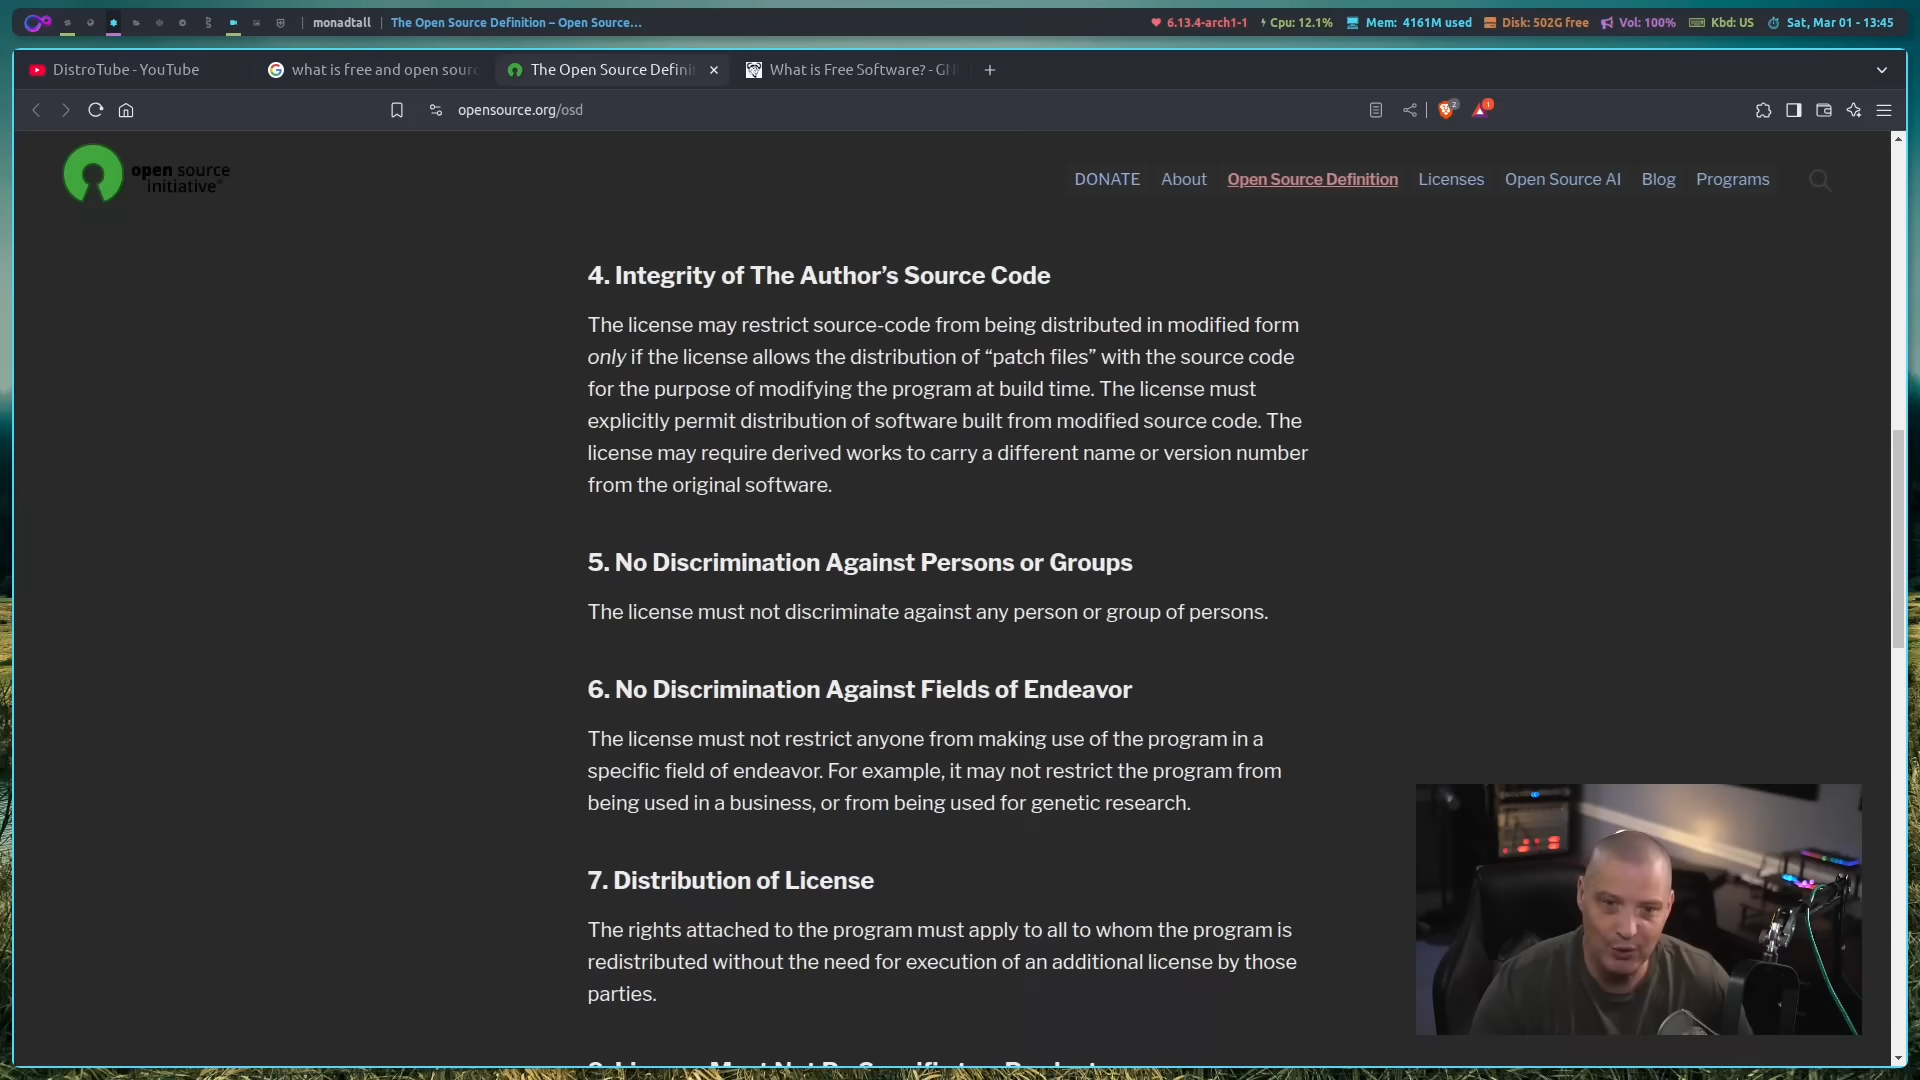 monadtall | The Open Source Definition – Open Source... 6.13.4-arch1-1 Cpu: 12.1% Mem: 4161M used Disk: 502G free Vol: 100% Kbd: US Sat, Mar 01 - 13:45
DistroTube - YouTube what is free and open sour The Open Source Defini What is Free Software? - G
opensource.org/osd 2 1
open source
initiative®
DONATE About Open Source Definition Licenses Open Source AI Blog Programs
4. Integrity of The Author’s Source Code
The license may restrict source-code from being distributed in modified form
only if the license allows the distribution of “patch files” with the source code
for the purpose of modifying the program at build time. The license must
explicitly permit distribution of software built from modified source code. The
license may require derived works to carry a different name or version number
from the original software.
5. No Discrimination Against Persons or Groups
The license must not discriminate against any person or group of persons.
6. No Discrimination Against Fields of Endeavor
The license must not restrict anyone from making use of the program in a
specific field of endeavor. For example, it may not restrict the program from
being used in a business, or from being used for genetic research.
7. Distribution of License
The rights attached to the program must apply to all to whom the program is
redistributed without the need for execution of an additional license by those
parties.